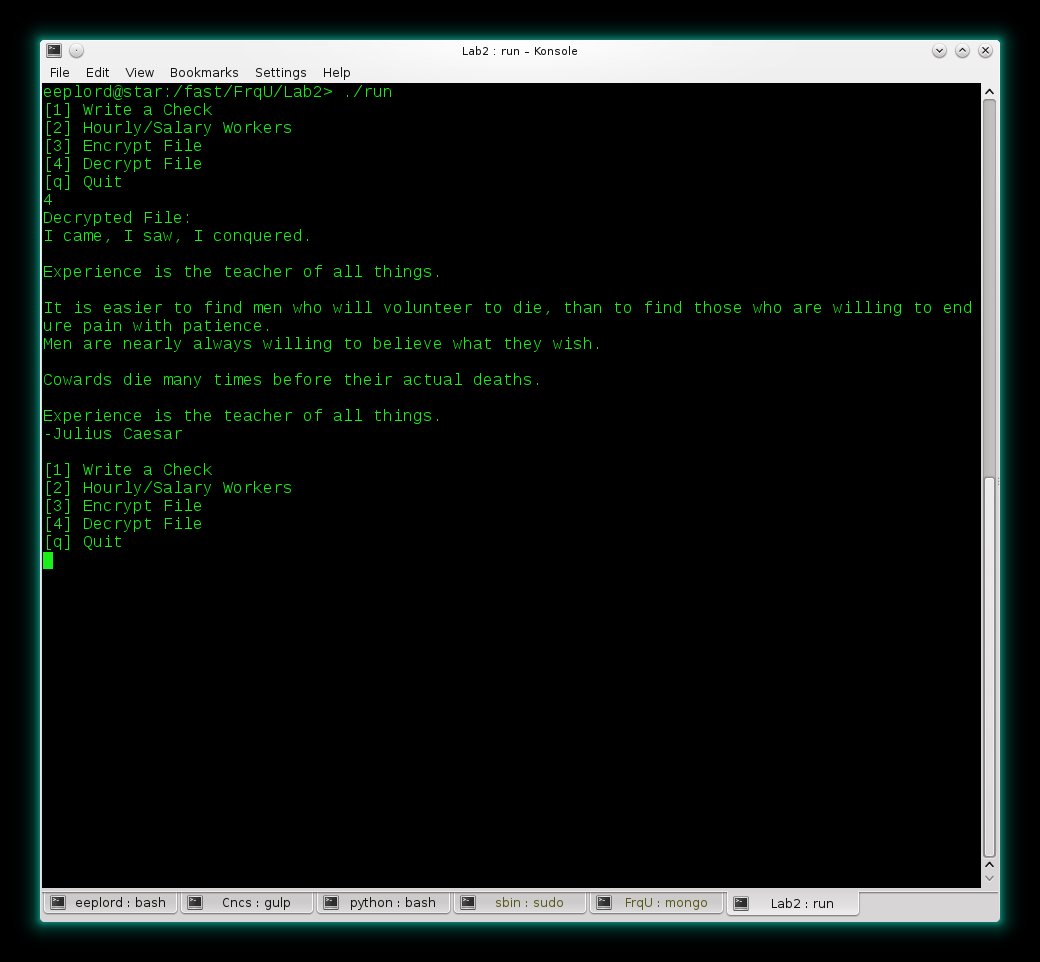 Lab2 : run – Konsole
File Edit View Bookmarks Settings Help
eeplord@star:/fast/FrqU/Lab2> ./run
[1] Write a Check
[2] Hourly/Salary Workers
[3] Encrypt File
[4] Decrypt File
[q] Quit
4
Decrypted File:
I came, I saw, I conquered.
Experience is the teacher of all things.
It is easier to find men who will volunteer to die, than to find those who are willing to end
ure pain with patience.
Men are nearly always willing to believe what they wish.
Cowards die many times before their actual deaths.
Experience is the teacher of all things.
-Julius Caesar
[1] Write a Check
[2] Hourly/Salary Workers
[3] Encrypt File
[4] Decrypt File
[q] Quit
eeplord : bash Cncs : gulp python : bash sbin : sudo FrqU : mongo Lab2 : run